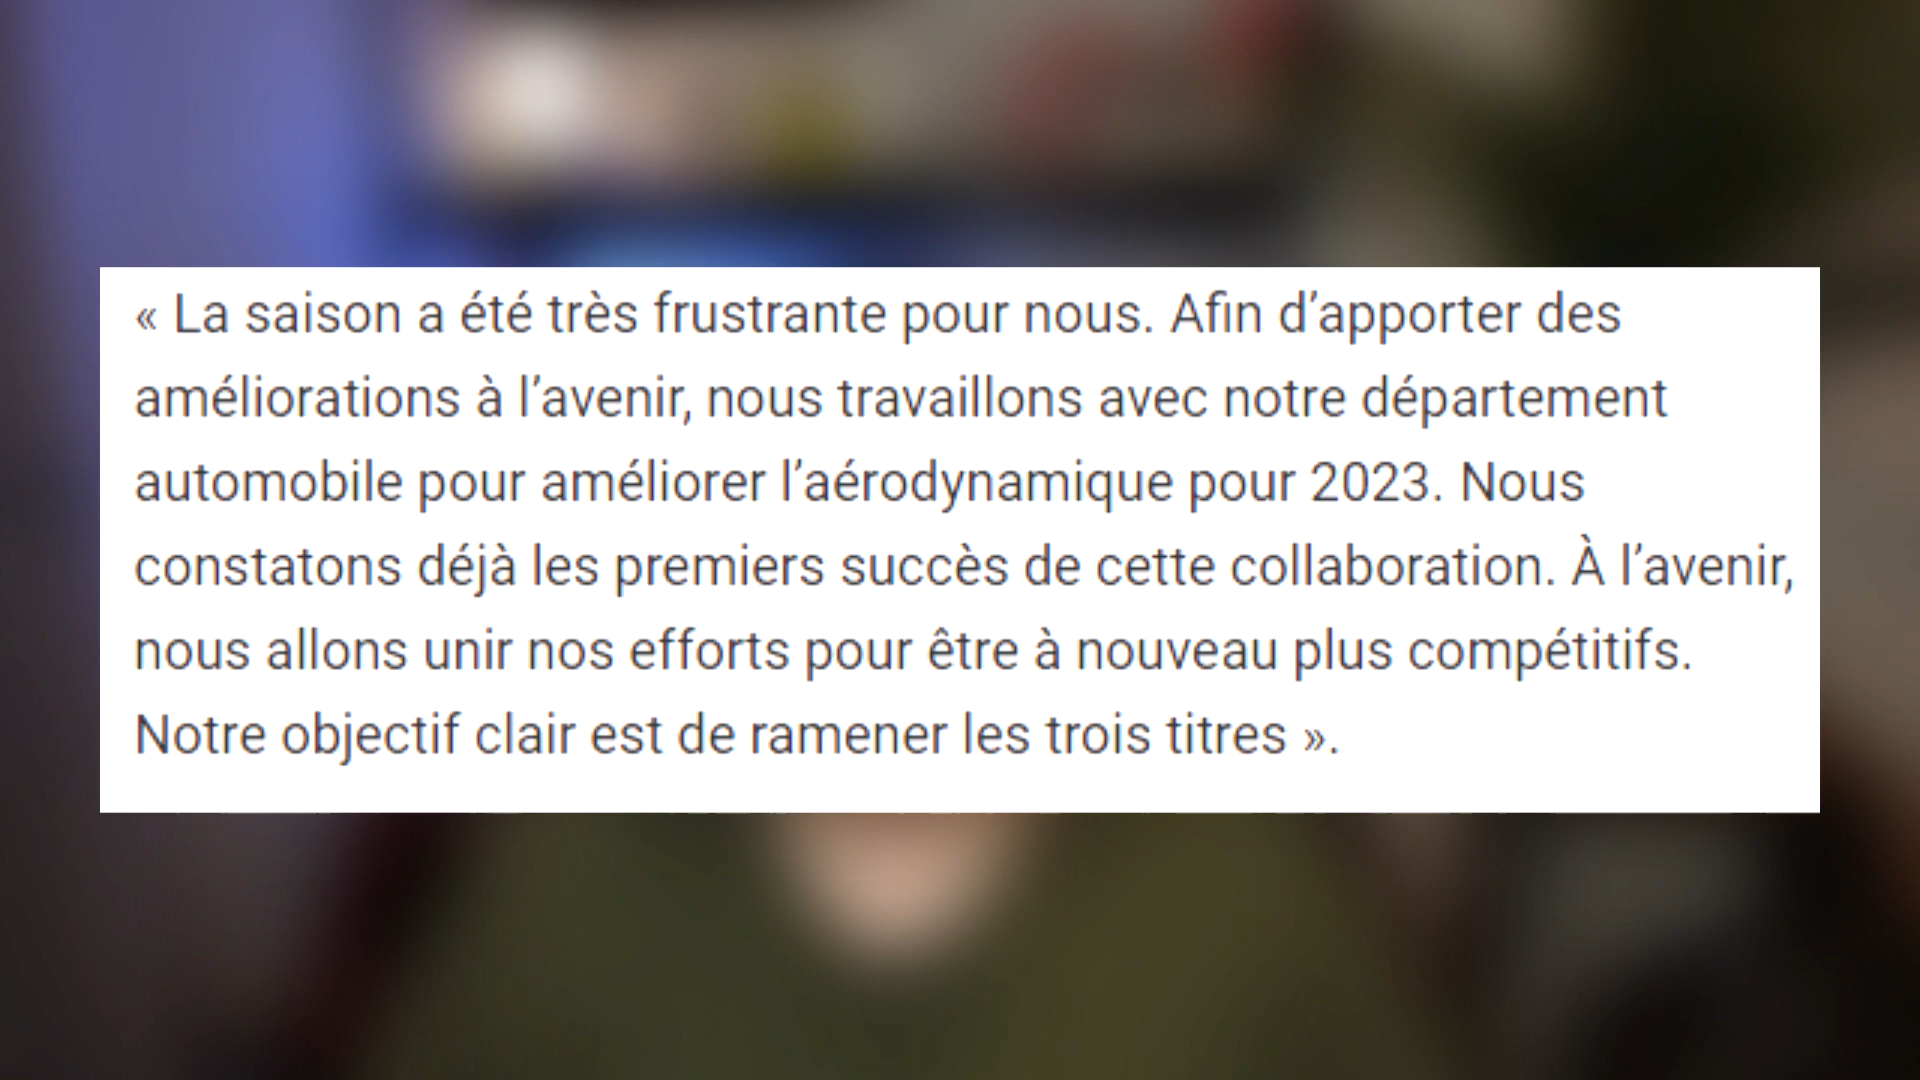 « La saison a été très frustrante pour nous. Afin d’apporter des
améliorations à l’avenir, nous travaillons avec notre département
automobile pour améliorer l’aérodynamique pour 2023. Nous
constatons déjà les premiers succès de cette collaboration. À l’avenir,
nous allons unir nos efforts pour être à nouveau plus compétitifs.
Notre objectif clair est de ramener les trois titres ».